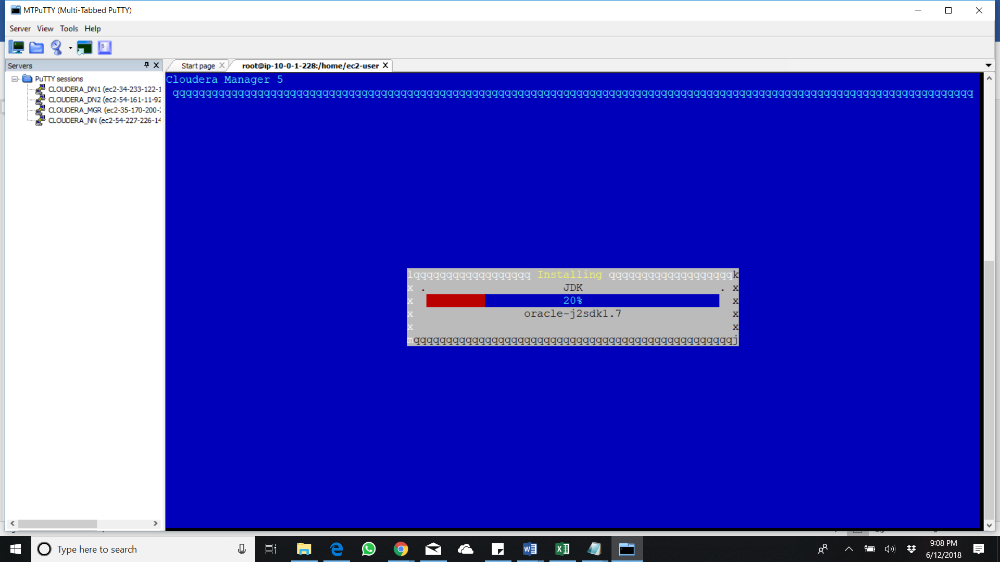 MTPuTTY (Multi-Tabbed PuTTY)
Server View Tools Help
Servers
Start page
root@ip-10-0-1-228:/home/ec2-user
PuTTY sessions
CLOUDERA_DN1 (ec2-34-233-122-1
CLOUDERA_DN2 (ec2-54-161-11-92
CLOUDERA_MGR (ec2-35-170-200-2
CLOUDERA_NN (ec2-54-227-226-14
Cloudera Manager 5
qqqqqqqqqqqqqqqqqqqqqqqqqqqqqqqqqqqqqqqqqqqqqqqqqqqqqqqqqqqqqqqqqqqqqqqqqqqqqqqqqqqqqqqqqqqqqqqqqqqqqqqqqqqqqqqqqqqqqqqqqqq
lqqqqqqqqqqqqqqqqqq Installing qqqqqqqqqqqqqqqqqqqk
x . JDK . x
x 20% x
x oracle-j2sdk1.7 x
x x
mqqqqqqqqqqqqqqqqqqqqqqqqqqqqqqqqqqqqqqqqqqqqqqqqqj
Type here to search
9:08 PM
6/12/2018